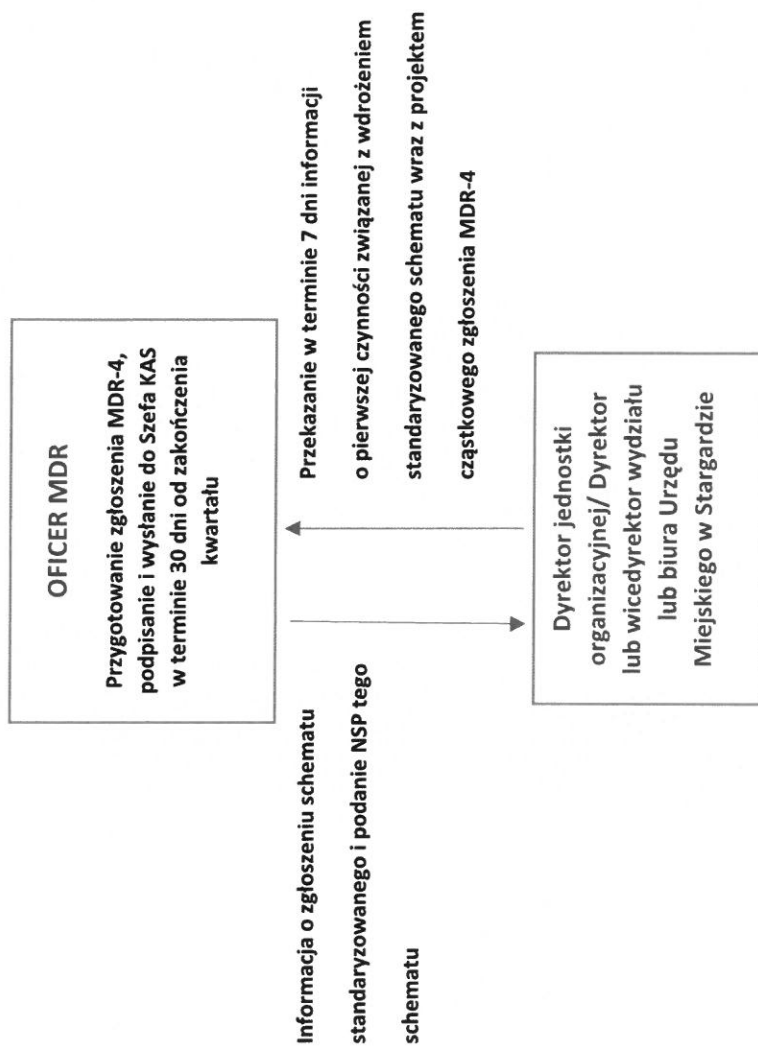 OFICER MDR
Przygotowanie zgłoszenia MDR-4,
podpisanie i wysłanie do Szefa KAS
w terminie 30 dni od zakończenia
kwartału
Informacja o zgłoszeniu schematu
standaryzowanego i podanie NSP tego
schematu
Przekazanie w terminie 7 dni informacji
o pierwszej czynności związanej z wdrożeniem
standaryzowanego schematu wraz z projektem
cząstkowego zgłoszenia MDR-4
Dyrektor jednostki
organizacyjnej/ Dyrektor
lub wicedyrektor wydziału
lub biura Urzędu
Miejskiego w Stargardzie